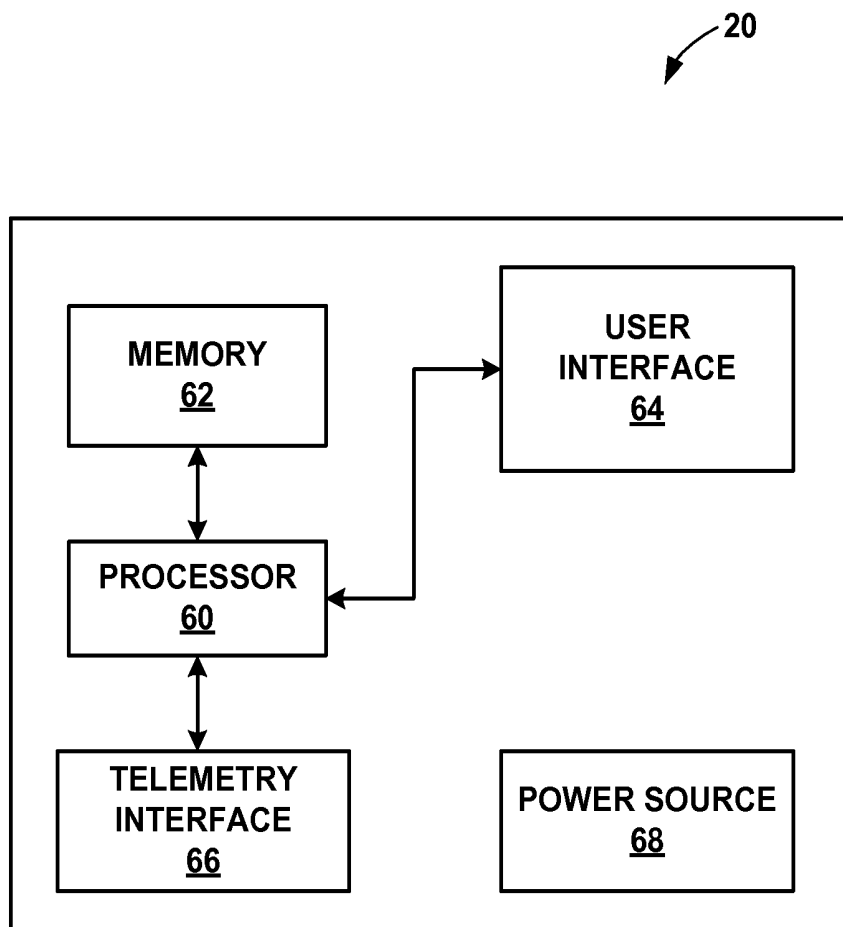 20
MEMORY
62
USER
INTERFACE
64
PROCESSOR
60
TELEMETRY
INTERFACE
66
POWER SOURCE
68